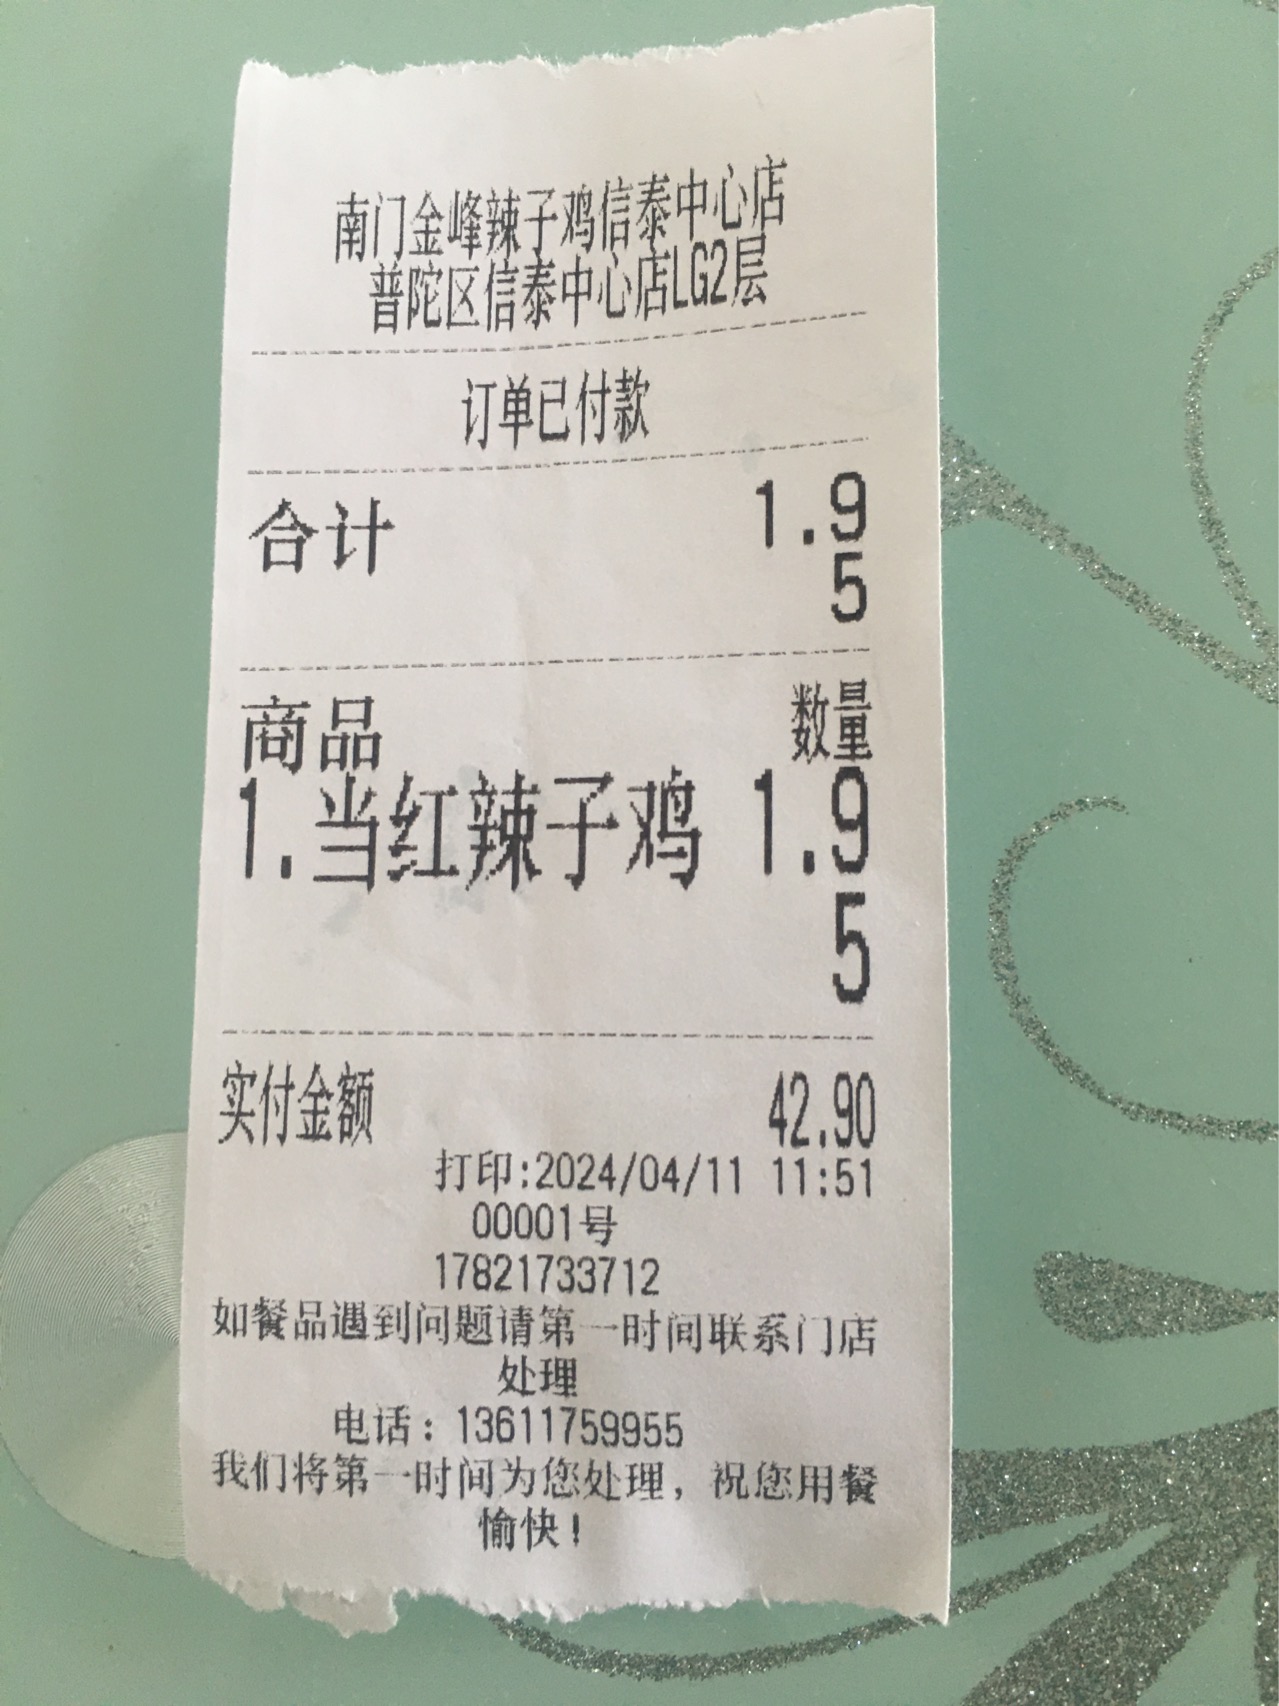 南门金峰辣子鸡信泰中心店
普陀区信泰中心店LG2层
订单已付款
合计 1.9
5
商品 数量
1.当红辣子鸡 1.9
5
实付金额 42.90
打印:2024/04/11 11:51
00001号
17821733712
如餐品遇到问题请第一时间联系门店
处理
电话：13611759955
我们将第一时间为您处理，祝您用餐
愉快！